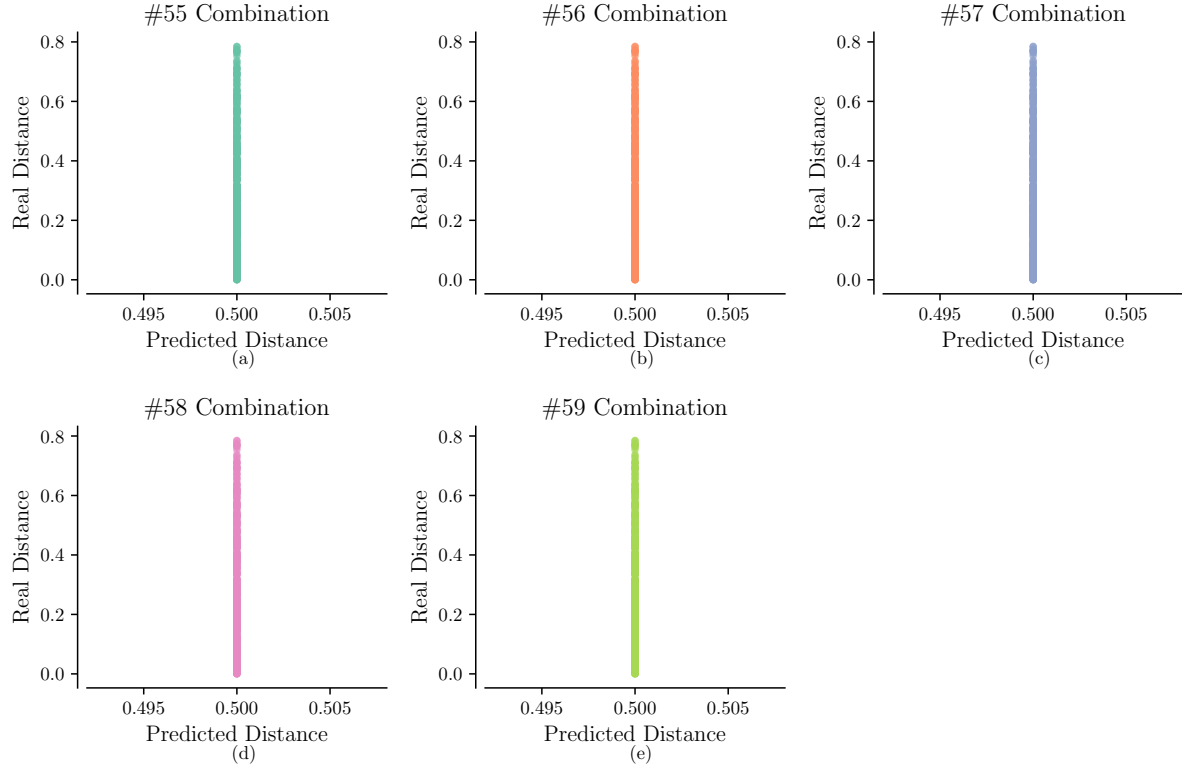 #55 Combination
0.8
0.6
0.4
0.2
0.0
Real Distance
0.495 0.500 0.505
Predicted Distance
(a)
#56 Combination
0.8
0.6
0.4
0.2
0.0
Real Distance
0.495 0.500 0.505
Predicted Distance
(b)
#57 Combination
0.8
0.6
0.4
0.2
0.0
Real Distance
0.495 0.500 0.505
Predicted Distance
(c)
#58 Combination
0.8
0.6
0.4
0.2
0.0
Real Distance
0.495 0.500 0.505
Predicted Distance
(d)
#59 Combination
0.8
0.6
0.4
0.2
0.0
Real Distance
0.495 0.500 0.505
Predicted Distance
(e)